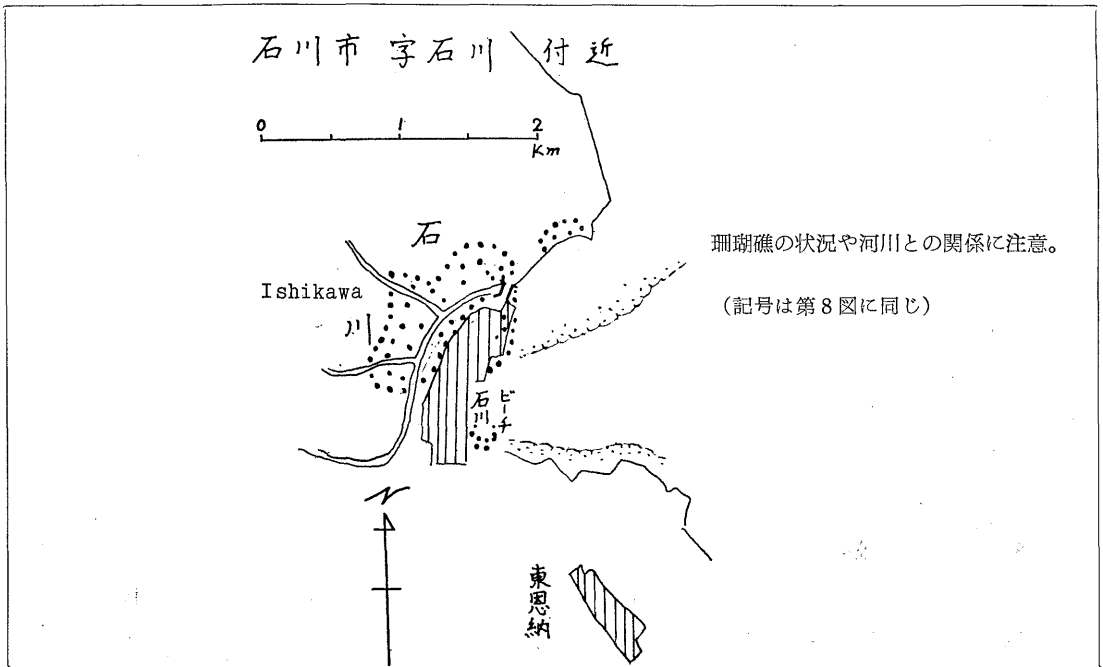 石川市 字石川 付近
0 1 2
Km
珊瑚礁の状況や河川との関係に注意。
(記号は第8図に同じ)
石
Ishikawa
川
石川
ビーチ
N
東恩納